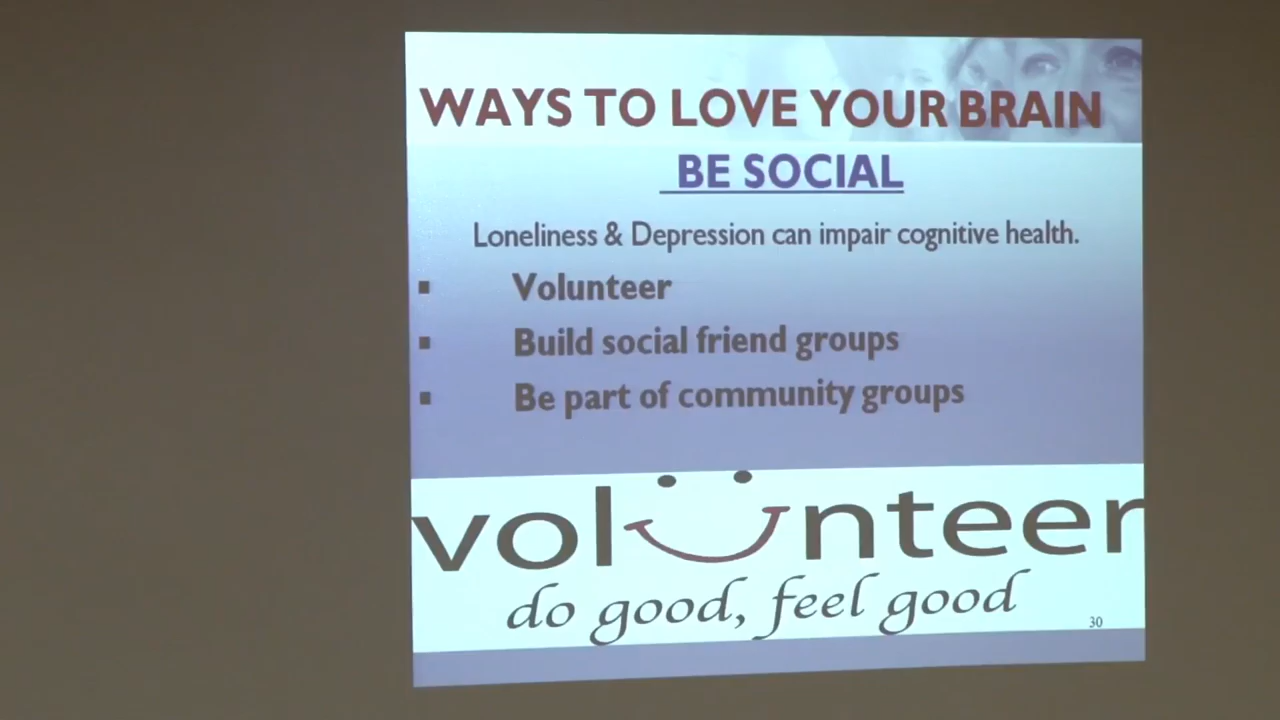 WAYS TO LOVE YOUR BRAIN
BE SOCIAL
Loneliness & Depression can impair cognitive health.
▪ Volunteer
▪ Build social friend groups
▪ Be part of community groups
volunteer
do good, feel good
30